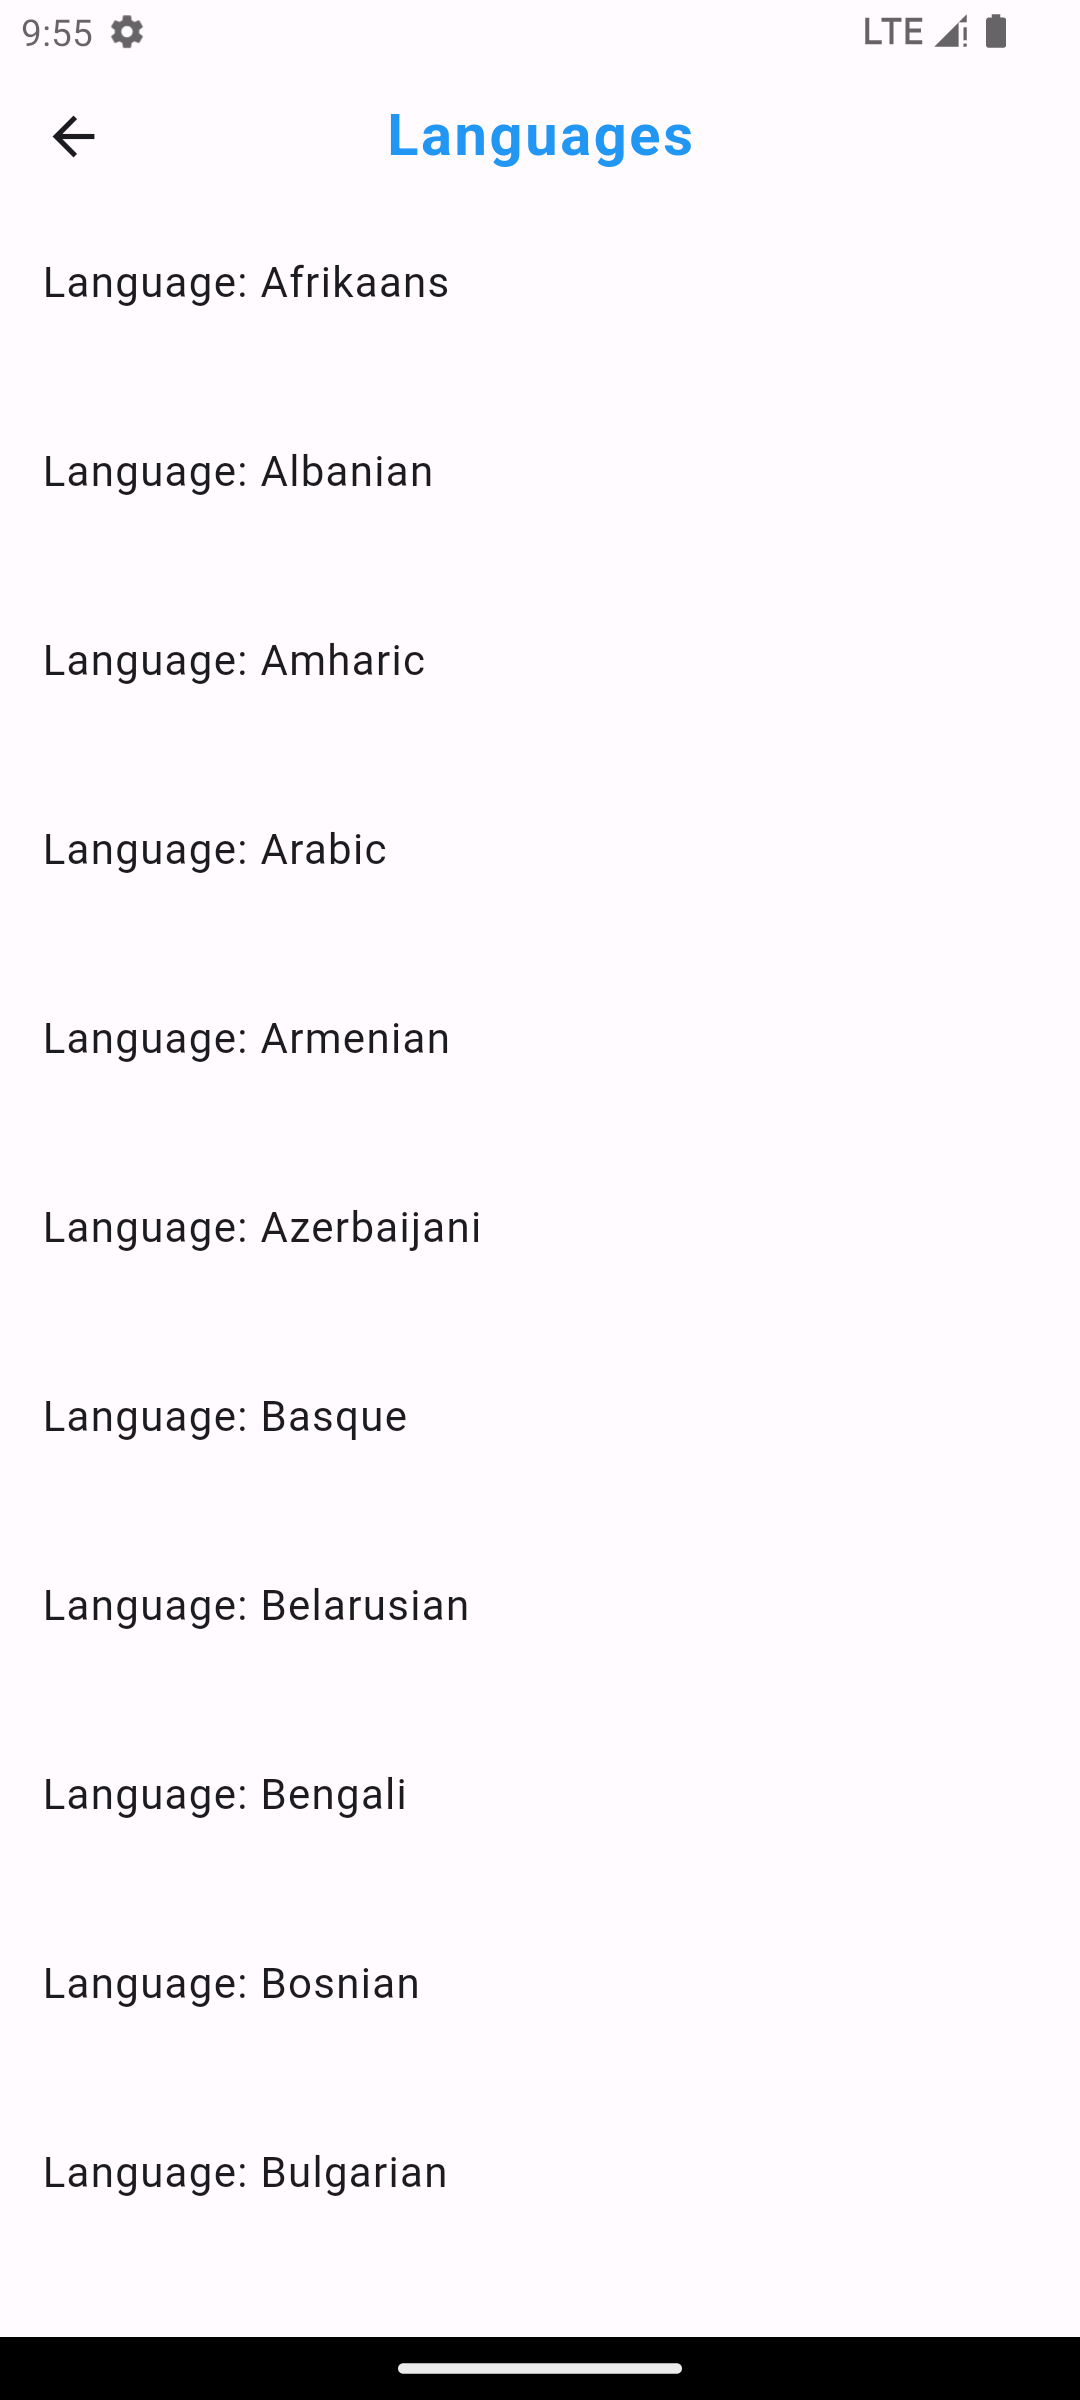 9:55
LTE
Languages
Language: Afrikaans
Language: Albanian
Language: Amharic
Language: Arabic
Language: Armenian
Language: Azerbaijani
Language: Basque
Language: Belarusian
Language: Bengali
Language: Bosnian
Language: Bulgarian